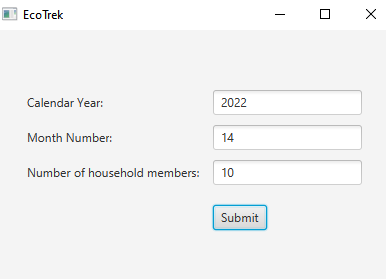 EcoTrek
Calendar Year: 2022
Month Number: 14
Number of household members: 10
Submit